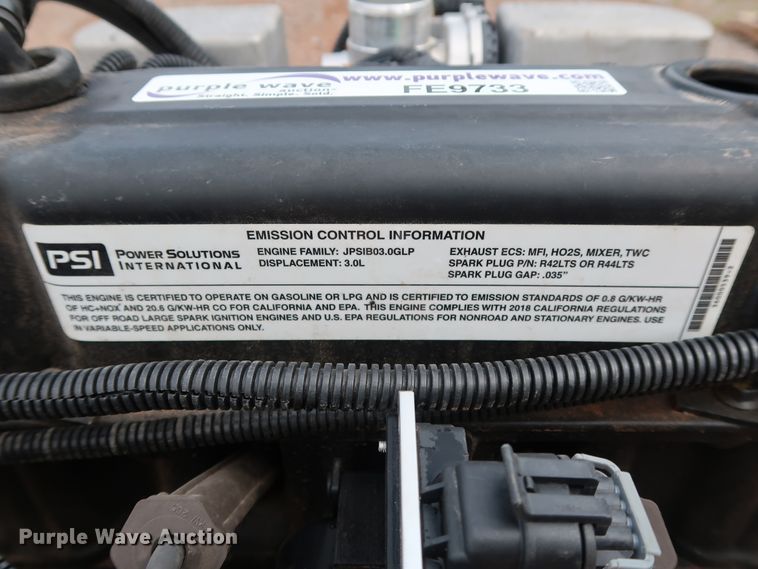 purple wave
auction™
Straight. Simple. Sold.
www.purplewave.com
FE9733
EMISSION CONTROL INFORMATION
PSI POWER SOLUTIONS INTERNATIONAL
ENGINE FAMILY: JPSIB03.0GLP
DISPLACEMENT: 3.0L
EXHAUST ECS: MFI, HO2S, MIXER, TWC
SPARK PLUG P/N: R42LTS OR R44LTS
SPARK PLUG GAP: .035"
THIS ENGINE IS CERTIFIED TO OPERATE ON GASOLINE OR LPG AND IS CERTIFIED TO EMISSION STANDARDS OF 0.8 G/KW-HR
OF HC+NOX AND 20.6 G/KW-HR CO FOR CALIFORNIA AND EPA. THIS ENGINE COMPLIES WITH 2018 CALIFORNIA REGULATIONS
FOR OFF ROAD LARGE SPARK IGNITION ENGINES AND U.S. EPA REGULATIONS FOR NONROAD AND STATIONARY ENGINES. USE
IN VARIABLE-SPEED APPLICATIONS ONLY
Purple Wave Auction®